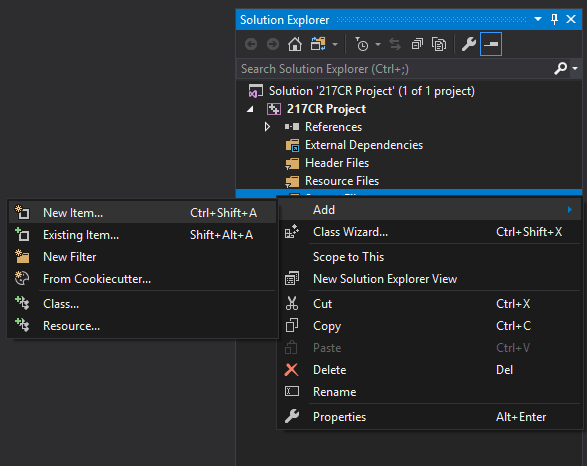 Solution Explorer
Search Solution Explorer (Ctrl+;)
Solution '217CR Project' (1 of 1 project)
217CR Project
References
External Dependencies
Header Files
Resource Files
Add
Class Wizard... Ctrl+Shift+X
Scope to This
New Solution Explorer View
Cut Ctrl+X
Copy Ctrl+C
Paste Ctrl+V
Delete Del
Rename
Properties Alt+Enter
New Item... Ctrl+Shift+A
Existing Item... Shift+Alt+A
New Filter
From Cookiecutter...
Class...
Resource...